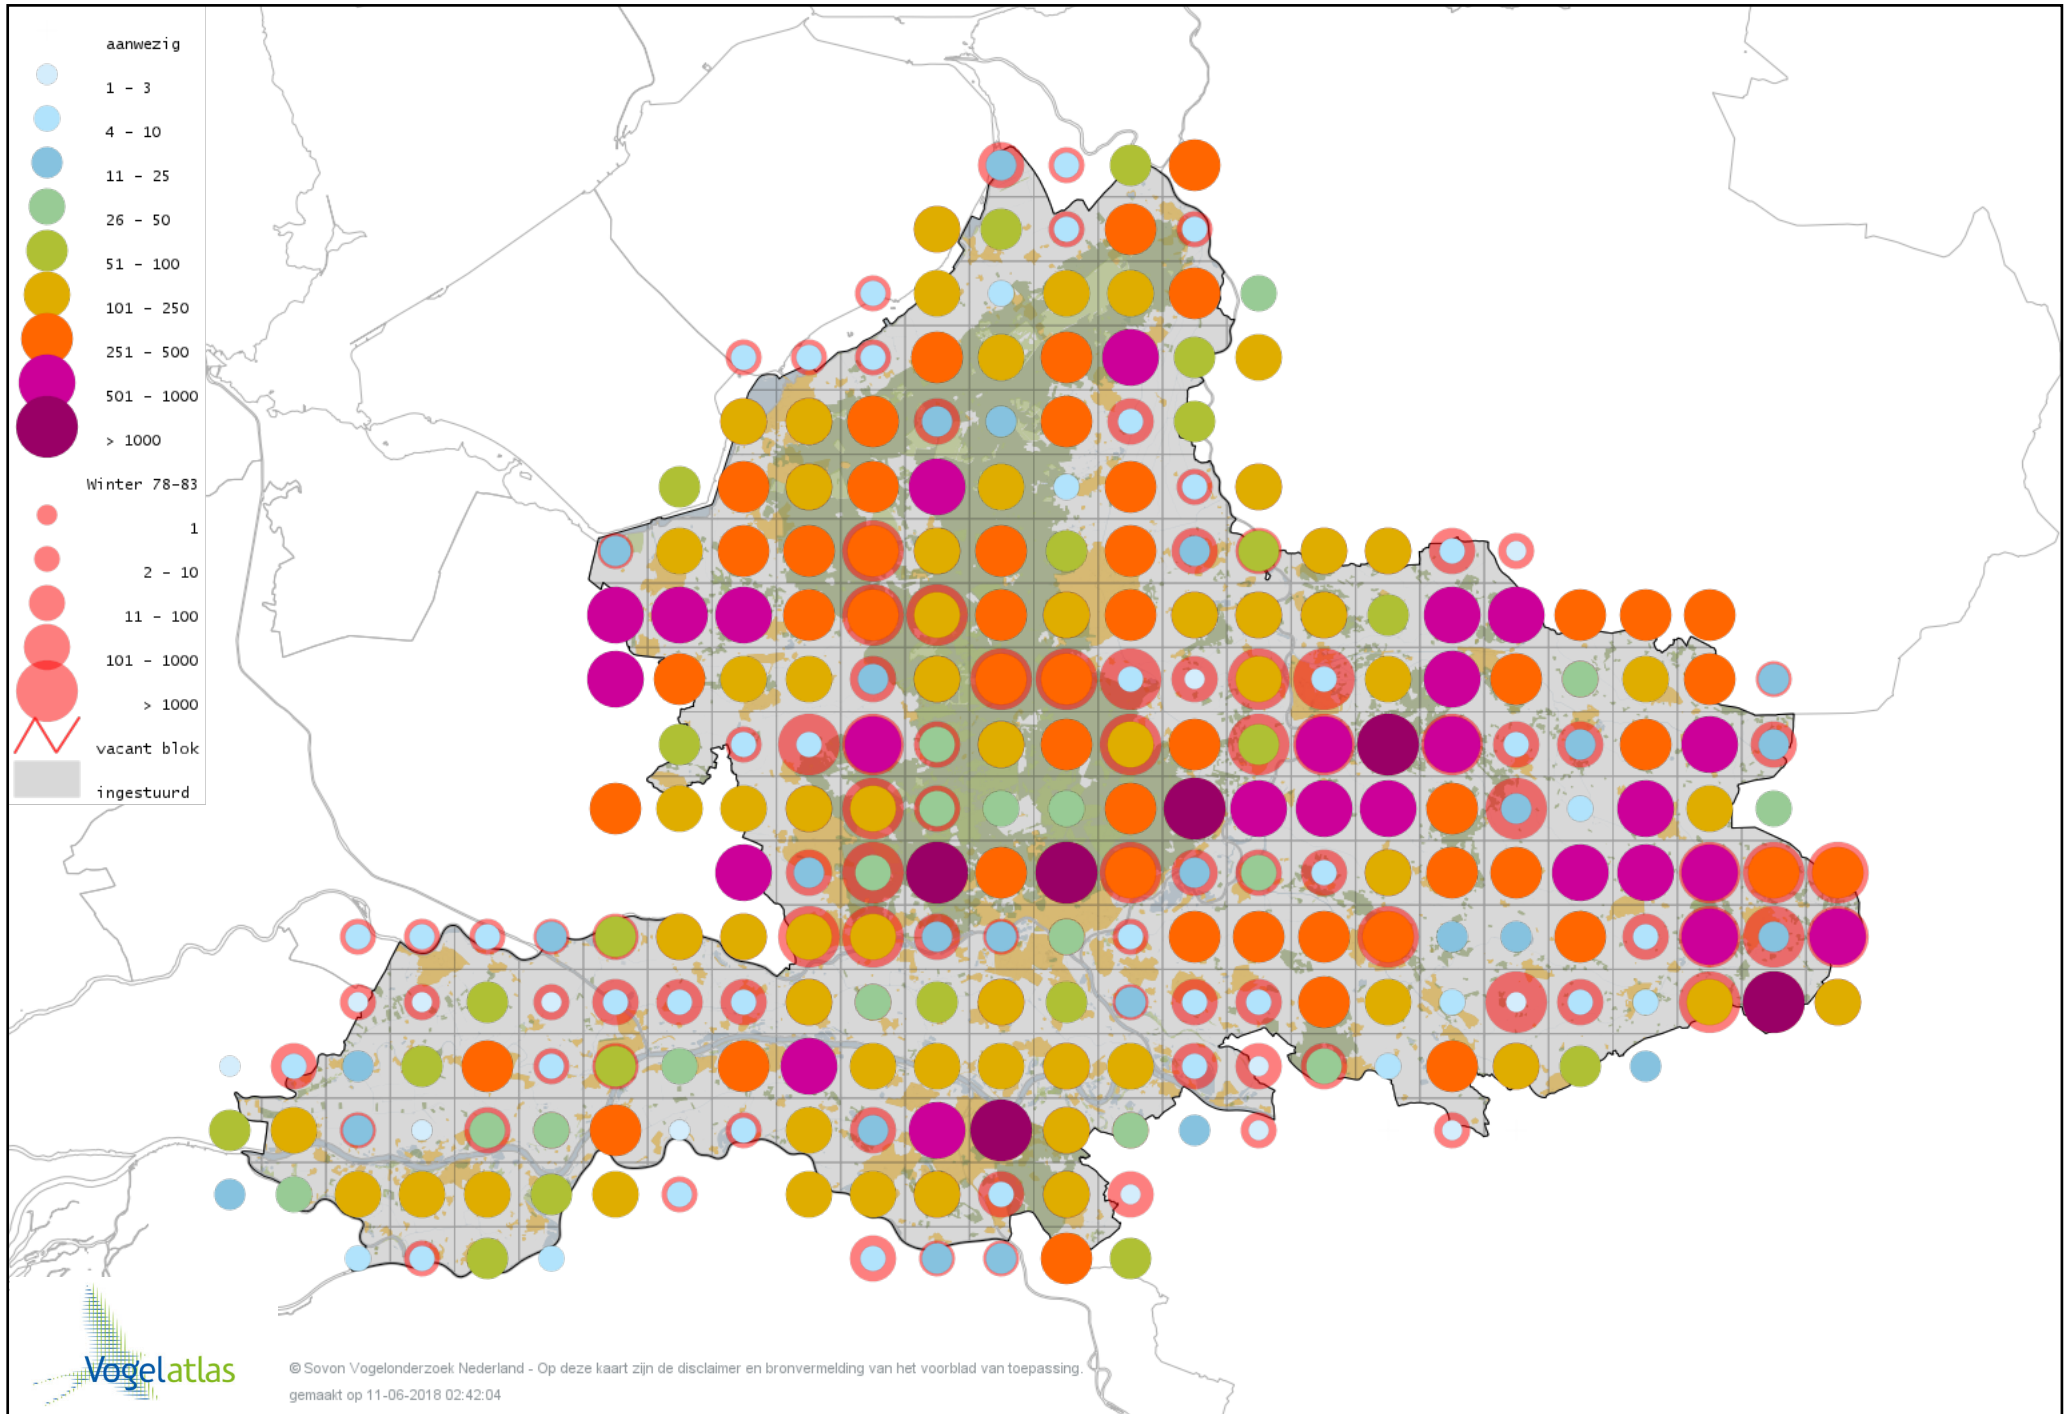 aanwezig
1 - 3
4 - 10
11 - 25
26 - 50
51 - 100
101 - 250
251 - 500
501 - 1000
> 1000
Winter 78-83
1
2 - 10
11 - 100
101 - 1000
> 1000
vacant blok
ingestuurd
Vogelatlas
© Sovon Vogelonderzoek Nederland - Op deze kaart zijn de disclaimer en bronvermelding van het voorblad van toepassing.
gemaakt op 11-06-2018 02:42:04